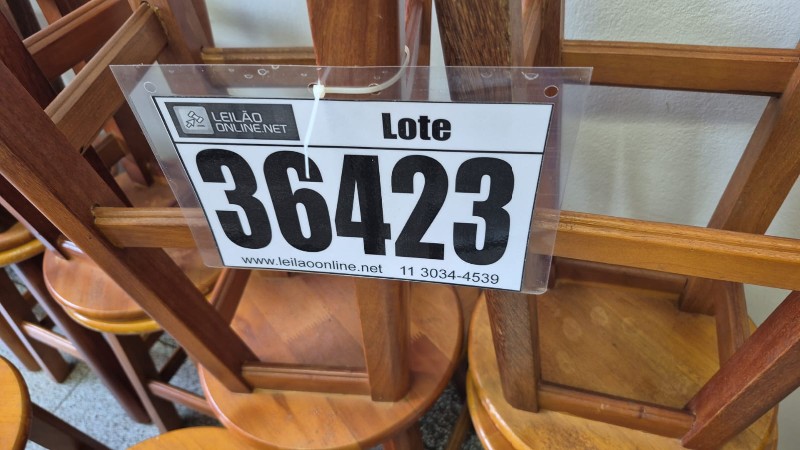 LEILÃO
ONLINE.NET
Lote
36423
www.leilaoonline.net 11 3034-4539